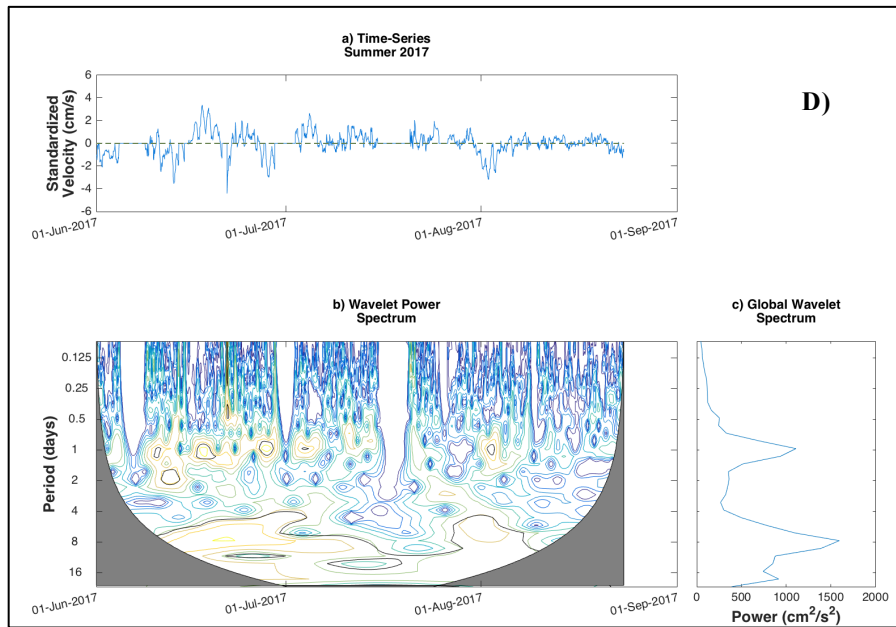 a) Time-Series
Summer 2017
D)
Standardized
Velocity (cm/s)
6
4
2
0
-2
-4
-6
01-Jun-2017
01-Jul-2017
01-Aug-2017
01-Sep-2017
b) Wavelet Power
Spectrum
Period (days)
0.125
0.25
0.5
1
2
4
8
16
01-Jun-2017
01-Jul-2017
01-Aug-2017
01-Sep-2017
c) Global Wavelet
Spectrum
0
500
1000
1500
2000
Power (cm²/s²)